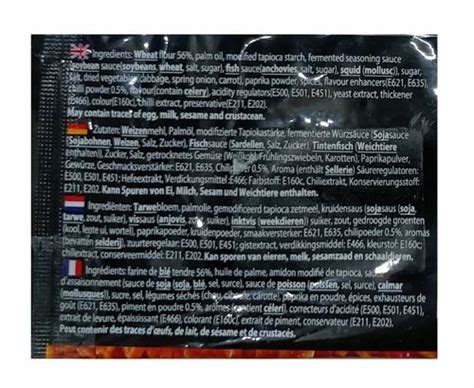 Ingredients: Wheat flour 56%, palm oil, modified tapioca starch, fermented seasoning sauce
(soybean sauce(soybeans, wheat, salt, sugar), fish sauce(anchovies, salt, sugar), squid (mollusc)), sugar,
salt, dried vegetables(cabbage, spring onion, carrot), paprika powder, spices, flavour enhancers(E621, E635),
chilli powder 0.5%, flavour(contain celery), acidity regulators(E500, E501, E451), yeast extract, thickener
(E466), colour(E160c), chilli extract, preservative(E211, E202).
May contain traces of egg, milk, sesame and crustacean.
Zutaten: Weizenmehl, Palmöl, modifizierte Tapiokastärke, fermentierte Würzsauce (Sojasauce
(Sojabohnen, Weizen, Salz, Zucker), Fischsauce (Sardellen, Salz, Zucker), Tintenfisch (Weichtiere
enthalten)), Zucker, Salz, getrocknetes Gemüse (Weißkohl, Frühlingszwiebeln, Karotten), Paprikapulver,
Gewürze, Geschmacksverstärker: E621, E635, Chilipulver 0.5%, Aroma (enthält Sellerie) Säureregulatoren:
E500, E501, E451; Hefeextrakt, Verdickungsmittel: E466; Farbstoff: E160c, Chiliextrakt, Konservierungsstoff:
E211, E202. Kann Spuren von Ei, Milch, Sesam und Weichtiere enthalten.
Ingrediënten: Tarwebloem, palmolie, gemodificeerd tapioca zetmeel, kruidensaus (sojasaus (soja,
tarwe, zout, suiker), vissaus (anjovis, zout, suiker), inktvis (weekdieren)), suiker, zout, gedroogde groenten
(kool, lente ui, wortel), paprikapoeder, kruidenpoeder, smaakversterker: E621, E635, chilipoeder 0.5%, aromas
(bevatten selderij), zuurteregelaar: E500, E501, E451; gistextract, verdikkingsmiddel: E466, kleurstof: E160c;
chiliextract, conserveermiddel: E211, E202. Kan sporen van eieren, melk, sesamzaad en schaaldieren.
Ingrédients: farine de blé tendre 56%, huile de palme, amidon modifié de tapioca, sauce
d'assaisonnement (sauce de soja (soja, blé, sel, sucre), sauce de poisson (poisson, sel, sucre), calmar
(mollusques)), sucre, sel, légumes séchés (chou, ciboule, carotte), paprika en poudre, épices, exhausteurs de
goût (E621, E635), piment en poudre 0.5%, arômes (contient céleri), correcteurs d'acidité (E500, E501, E451),
extrait de levure, épaississant (E466), colorant (E160c), extrait de piment, conservateur (E211, E202).
Peut contenir des traces d'œufs, de lait, de sésame et de crustacés.